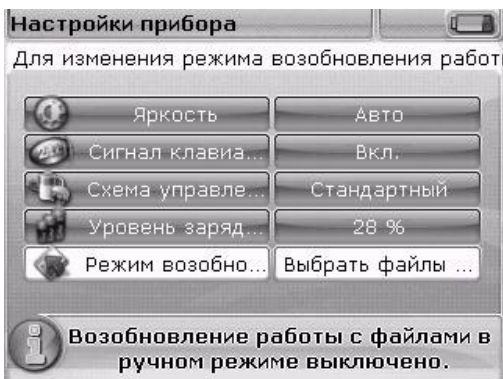 Настройки прибора
Для изменения режима возобновления работ
Яркость Авто
Сигнал клавиа... Вкл.
Схема управле... Стандартный
Уровень заряд... 28 %
Режим возобно... Выбрать файлы ...
Возобновление работы с файлами в
ручном режиме выключено.